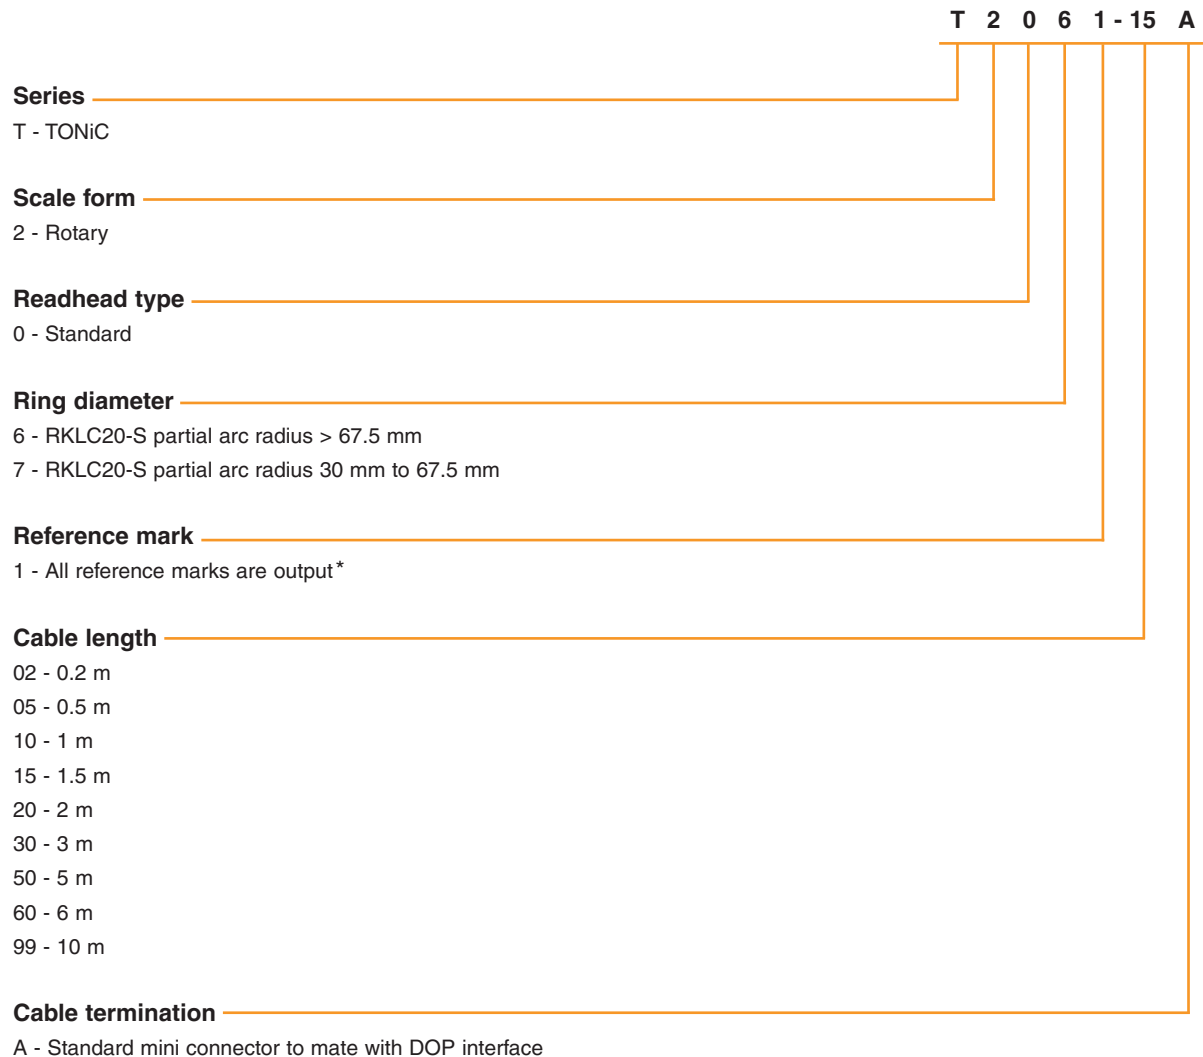 T 2 0 6 1 - 15 A
Series
T - TONiC
Scale form
2 - Rotary
Readhead type
0 - Standard
Ring diameter
6 - RKLC20-S partial arc radius > 67.5 mm
7 - RKLC20-S partial arc radius 30 mm to 67.5 mm
Reference mark
1 - All reference marks are output*
Cable length
02 - 0.2 m
05 - 0.5 m
10 - 1 m
15 - 1.5 m
20 - 2 m
30 - 3 m
50 - 5 m
60 - 6 m
99 - 10 m
Cable termination
A - Standard mini connector to mate with DOP interface